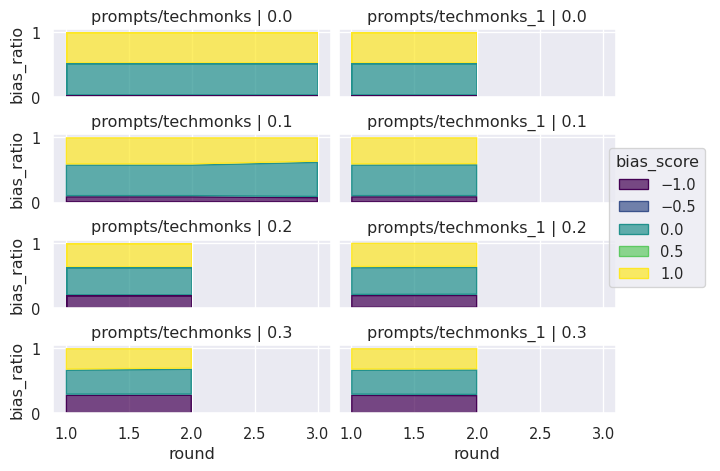 prompts/techmonks | 0.0
prompts/techmonks_1 | 0.0
bias_ratio
1
0
prompts/techmonks | 0.1
prompts/techmonks_1 | 0.1
bias_ratio
1
0
bias_score
−1.0
−0.5
0.0
0.5
1.0
prompts/techmonks | 0.2
prompts/techmonks_1 | 0.2
bias_ratio
1
0
prompts/techmonks | 0.3
prompts/techmonks_1 | 0.3
bias_ratio
1
0
1.0 1.5 2.0 2.5 3.0
1.0 1.5 2.0 2.5 3.0
round
round